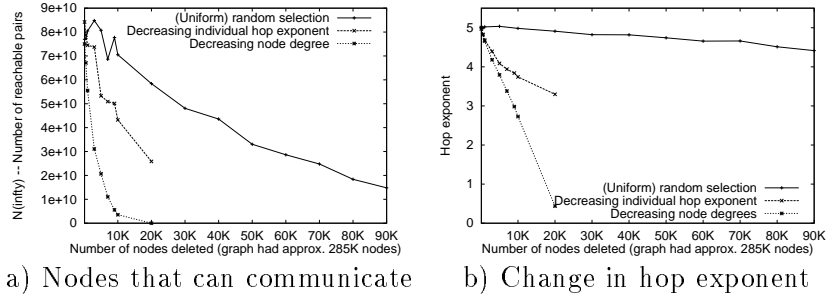 N(infty) -- Number of reachable pairs
9e+10
8e+10
7e+10
6e+10
5e+10
4e+10
3e+10
2e+10
1e+10
0
(Uniform) random selection
Decreasing individual hop exponent
Decreasing node degree
10K 20K 30K 40K 50K 60K 70K 80K 90K
Number of nodes deleted (graph had approx. 285K nodes)
a) Nodes that can communicate
Hop exponent
6
5
4
3
2
1
0
(Uniform) random selection
Decreasing individual hop exponent
Decreasing node degrees
10K 20K 30K 40K 50K 60K 70K 80K 90K
Number of nodes deleted (graph had approx. 285K nodes)
b) Change in hop exponent